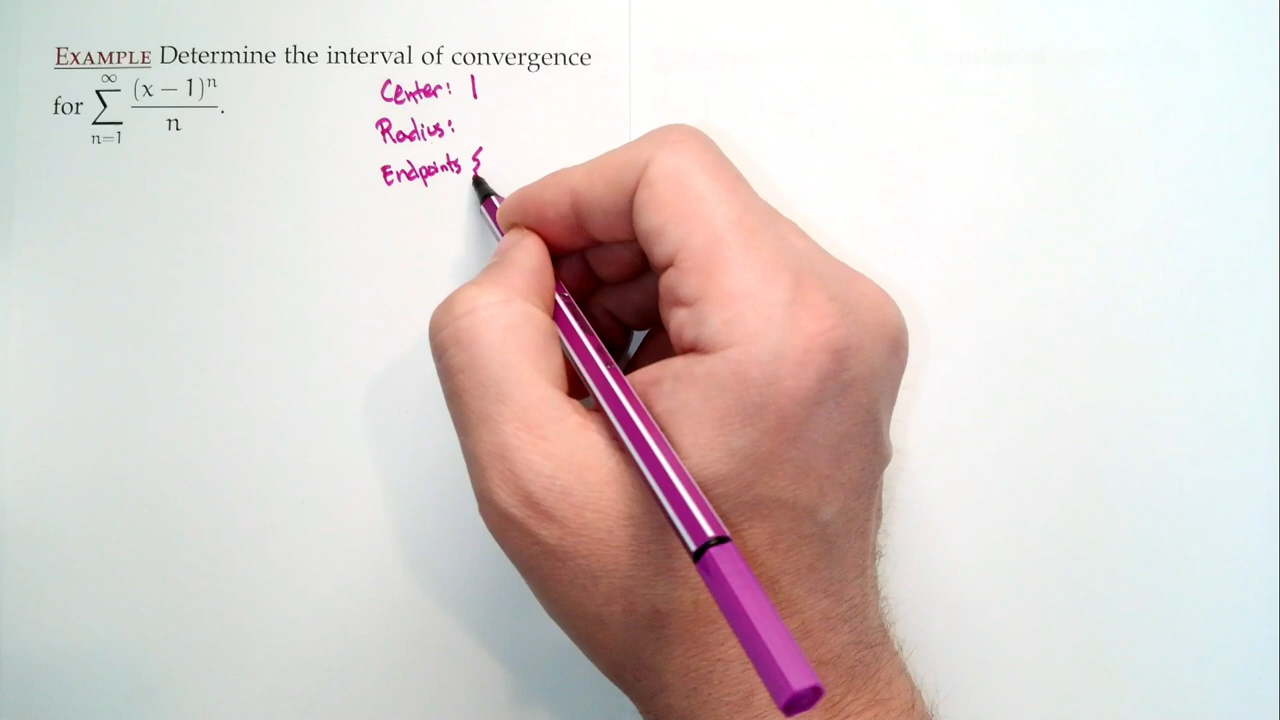 EXAMPLE Determine the interval of convergence
for ∑_{n=1}^{∞} (x − 1)ⁿ / n.
Center: 1
Radius:
Endpoints {